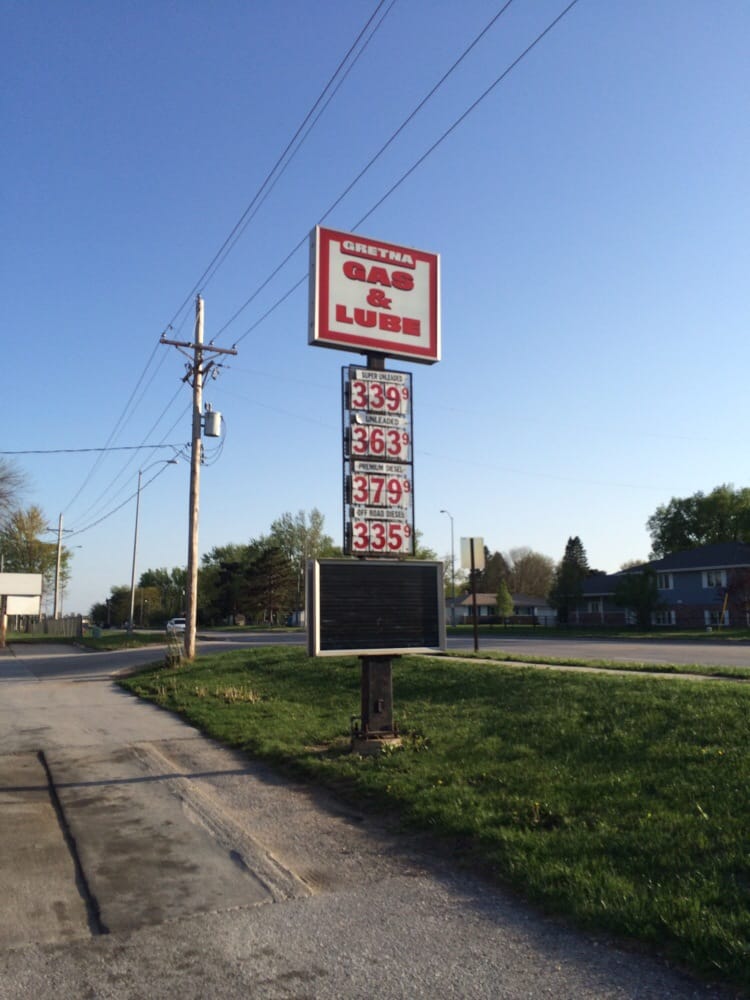 GRETNA
GAS
&
LUBE
SUPER UNLEADED
339 9
UNLEADED
363 9
PREMIUM DIESEL
379 9
OFF ROAD DIESEL
335 9